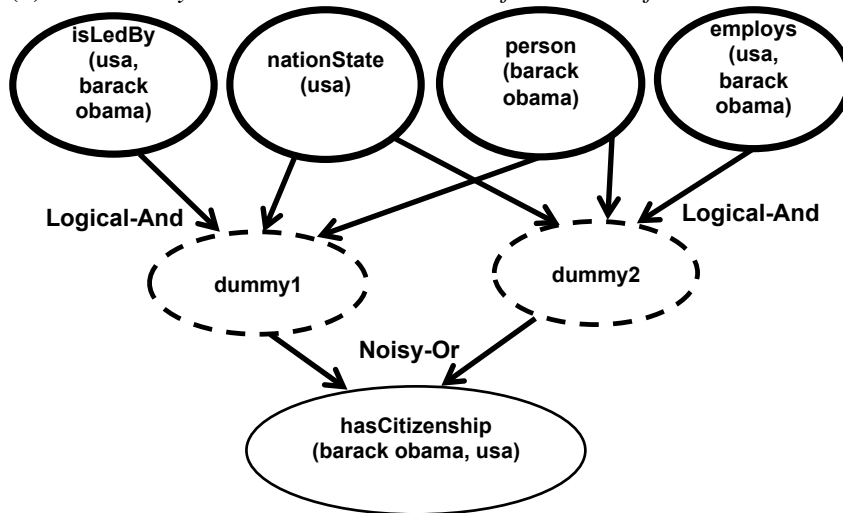 isLedBy
(usa,
barack
obama)
nationState
(usa)
person
(barack
obama)
employs
(usa,
barack
obama)
Logical-And
Logical-And
dummy1
dummy2
Noisy-Or
hasCitizenship
(barack obama, usa)